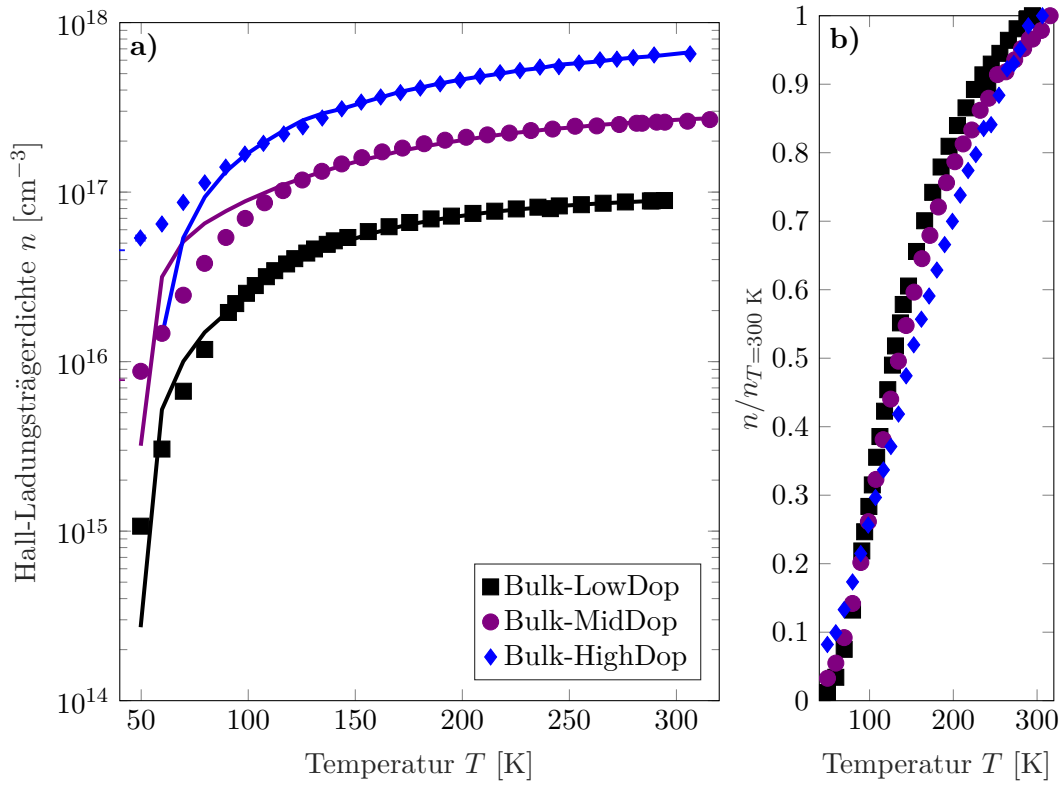 a)
10^18
10^17
10^16
10^15
10^14
Hall-Ladungsträgerdichte n [cm^−3]
50
100
150
200
250
300
Temperatur T [K]
Bulk-LowDop
Bulk-MidDop
Bulk-HighDop
b)
1
0.9
0.8
0.7
0.6
0.5
0.4
0.3
0.2
0.1
0
n/n_T=300 K
100
200
300
Temperatur T [K]